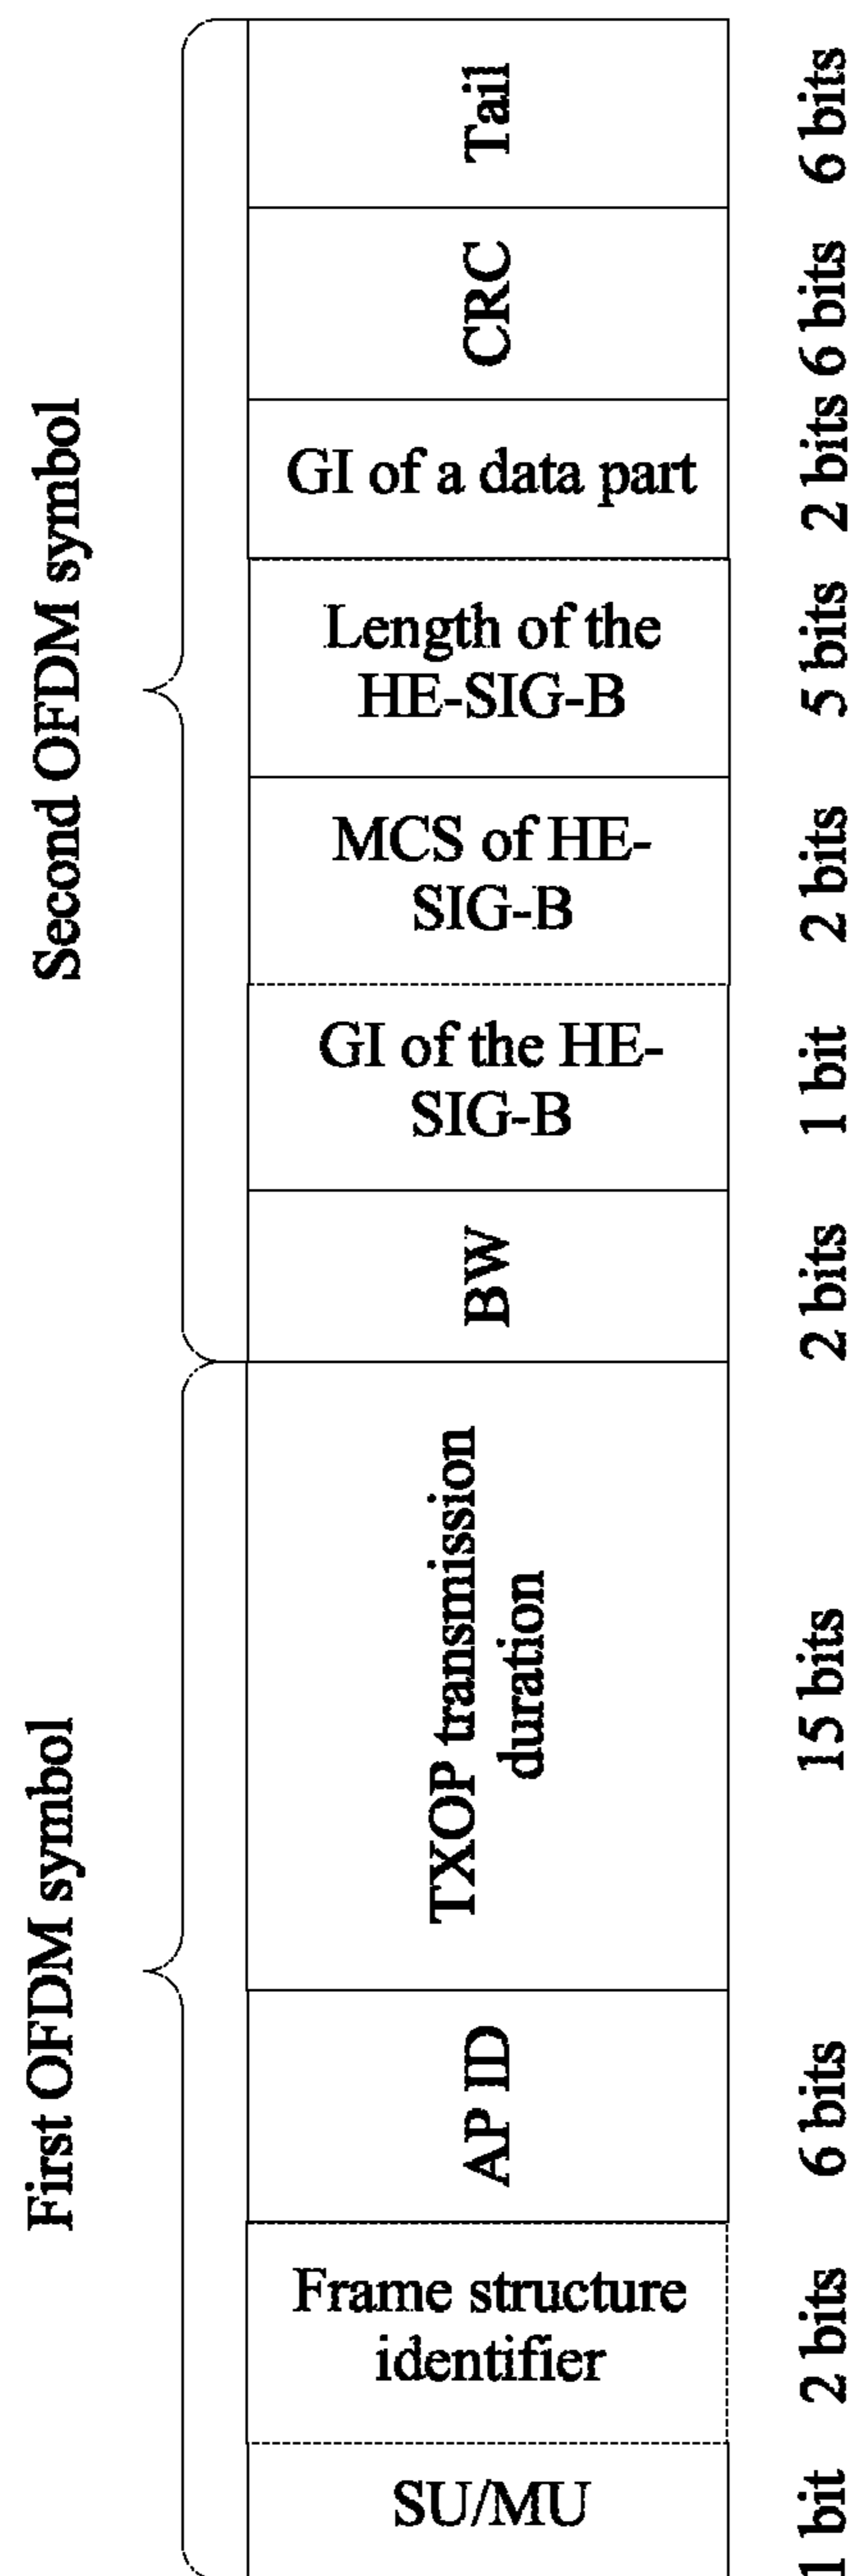 First OFDM symbol
Second OFDM symbol
SU/MU
Frame structure
identifier
AP ID
TXOP transmission
duration
BW
GI of the HE-
SIG-B
MCS of HE-
SIG-B
Length of the
HE-SIG-B
GI of a data part
CRC
Tail
1 bit
2 bits
6 bits
15 bits
2 bits
1 bit
2 bits
5 bits
2 bits
6 bits
6 bits